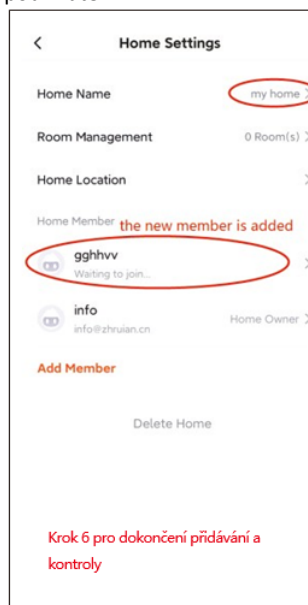 Home Settings
Home Name my home
Room Management 0 Room(s)
Home Location
Home Member the new member is added
gghhvv
Waiting to join...
info
info@zhruian.cn Home Owner
Add Member
Delete Home
Krok 6 pro dokončení přidávání a
kontroly